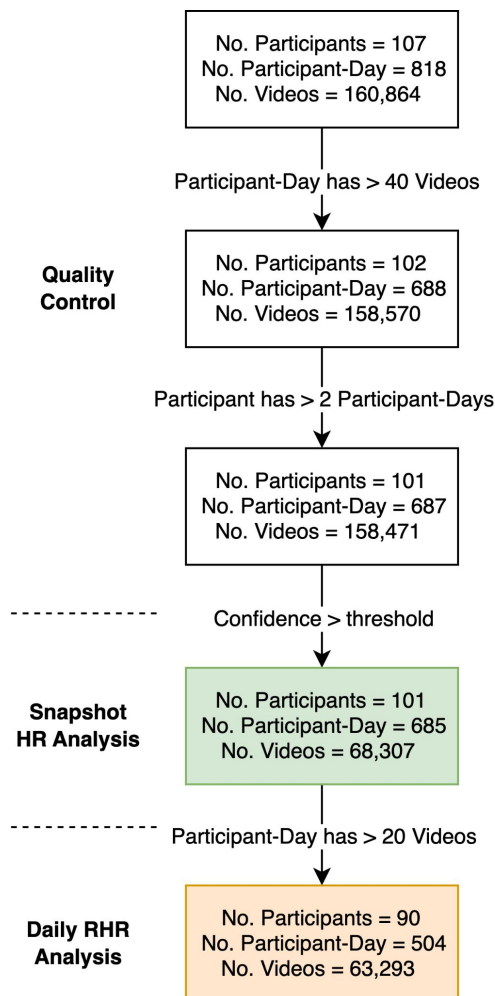 No. Participants = 107
No. Participant-Day = 818
No. Videos = 160,864
Participant-Day has > 40 Videos
Quality
Control
No. Participants = 102
No. Participant-Day = 688
No. Videos = 158,570
Participant has > 2 Participant-Days
No. Participants = 101
No. Participant-Day = 687
No. Videos = 158,471
Confidence > threshold
Snapshot
HR Analysis
No. Participants = 101
No. Participant-Day = 685
No. Videos = 68,307
Participant-Day has > 20 Videos
Daily RHR
Analysis
No. Participants = 90
No. Participant-Day = 504
No. Videos = 63,293